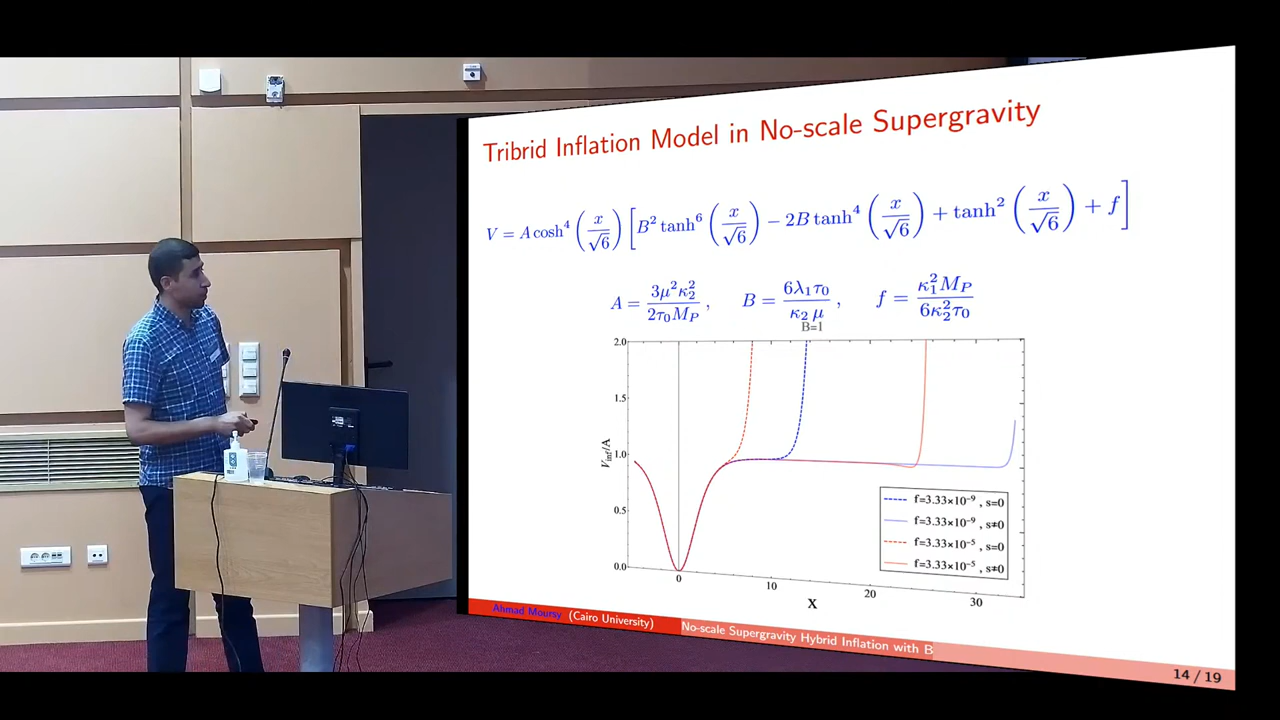 Tribrid Inflation Model in No-scale Supergravity
V = A cosh⁴ (x/√6) [B² tanh⁶ (x/√6) − 2B tanh⁴ (x/√6) + tanh² (x/√6) + f]
A = 3μ²κ₂²/2τ₀M_P , B = 6λ₁τ₀/κ₂ μ , f = κ₁² M_P/6κ₂²τ₀
B=1
V_inf/A
2.0
1.5
1.0
0.5
0.0
0 10 20 30
X
f=3.33×10⁻⁹ , s=0
f=3.33×10⁻⁹ , s≠0
f=3.33×10⁻⁵ , s=0
f=3.33×10⁻⁵ , s≠0
Ahmad Moursy (Cairo University) No-scale Supergravity Hybrid Inflation with B
14 / 19